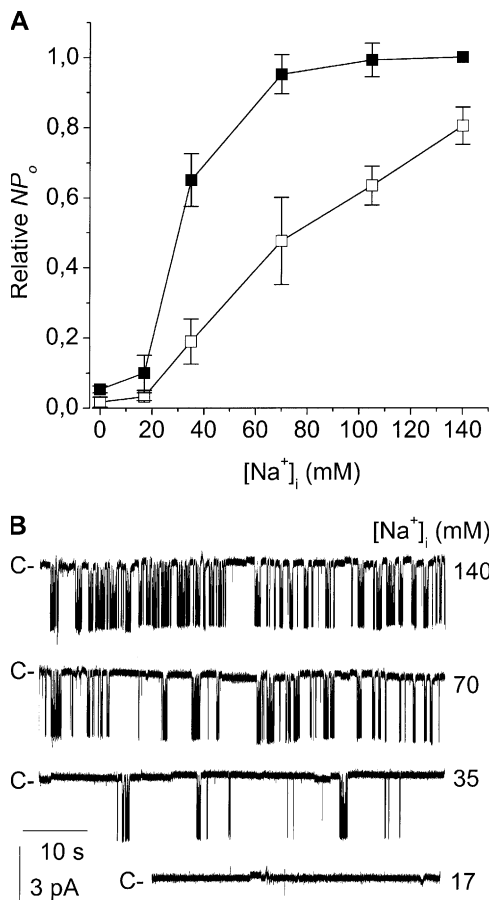 A
1,0
0,8
0,6
0,4
0,2
0,0
Relative NPo
0 20 40 60 80 100 120 140
[Na+]i (mM)
B
[Na+]i (mM)
C- 140
C- 70
C- 35
10 s
3 pA
C- 17